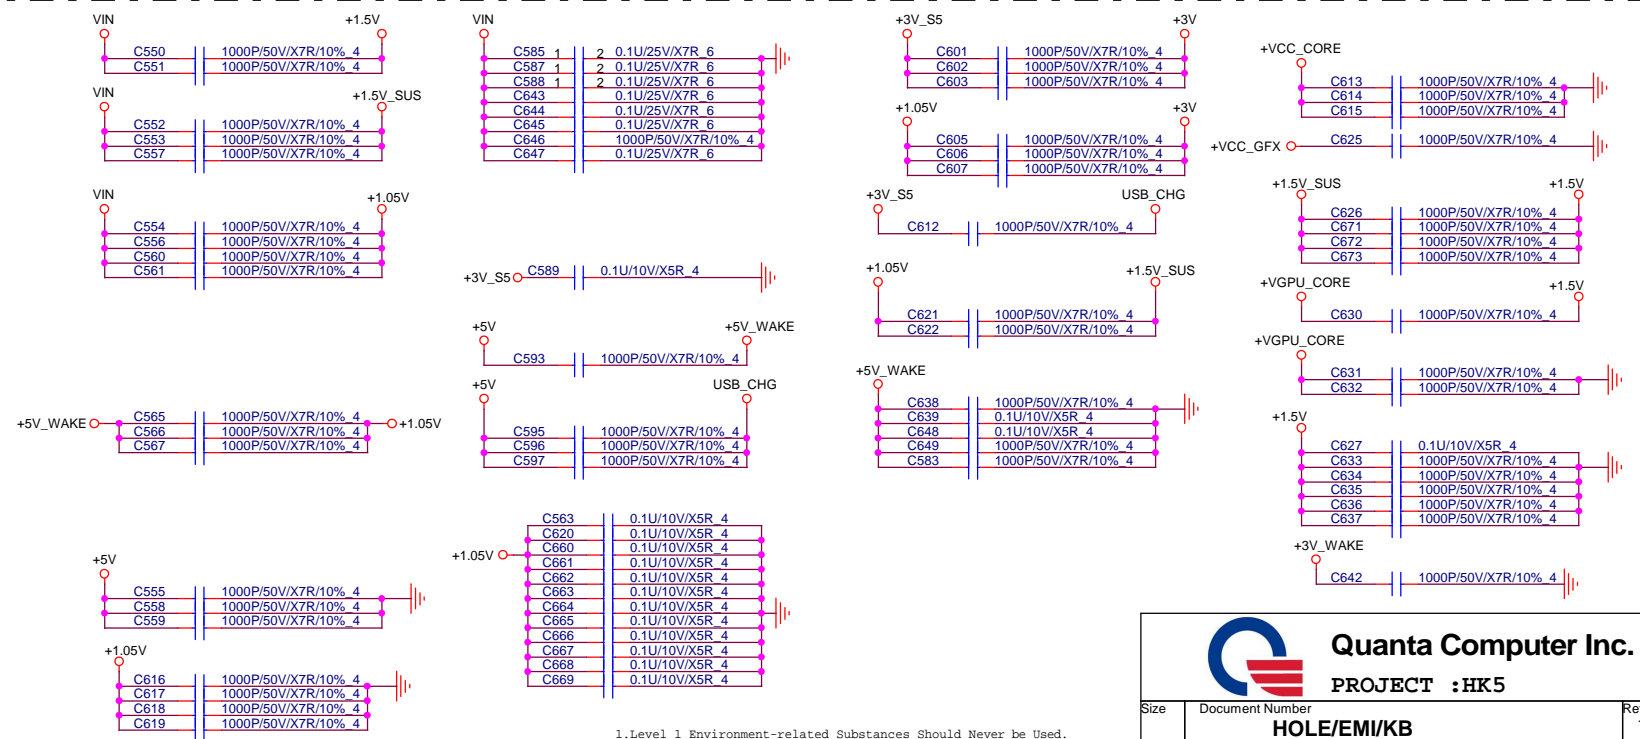 VIN +1.5V
C550 1000P/50V/X7R/10%_4
C551 1000P/50V/X7R/10%_4
VIN +1.5V_SUS
C552 1000P/50V/X7R/10%_4
C553 1000P/50V/X7R/10%_4
C557 1000P/50V/X7R/10%_4
VIN +1.05V
C554 1000P/50V/X7R/10%_4
C556 1000P/50V/X7R/10%_4
C560 1000P/50V/X7R/10%_4
C561 1000P/50V/X7R/10%_4
+5V_WAKE +1.05V
C565 1000P/50V/X7R/10%_4
C566 1000P/50V/X7R/10%_4
C567 1000P/50V/X7R/10%_4
+5V
C555 1000P/50V/X7R/10%_4
C558 1000P/50V/X7R/10%_4
C559 1000P/50V/X7R/10%_4
+1.05V
C616 1000P/50V/X7R/10%_4
C617 1000P/50V/X7R/10%_4
C618 1000P/50V/X7R/10%_4
C619 1000P/50V/X7R/10%_4
VIN
C585 1 2 0.1U/25V/X7R_6
C587 1 2 0.1U/25V/X7R_6
C588 1 2 0.1U/25V/X7R_6
C643 0.1U/25V/X7R_6
C644 0.1U/25V/X7R_6
C645 0.1U/25V/X7R_6
C646 1000P/50V/X7R/10%_4
C647 0.1U/25V/X7R_6
+3V_S5 C589 0.1U/10V/X5R_4
+5V +5V_WAKE
C593 1000P/50V/X7R/10%_4
+5V USB_CHG
C595 1000P/50V/X7R/10%_4
C596 1000P/50V/X7R/10%_4
C597 1000P/50V/X7R/10%_4
+1.05V
C563 0.1U/10V/X5R_4
C620 0.1U/10V/X5R_4
C660 0.1U/10V/X5R_4
C661 0.1U/10V/X5R_4
C662 0.1U/10V/X5R_4
C663 0.1U/10V/X5R_4
C664 0.1U/10V/X5R_4
C665 0.1U/10V/X5R_4
C666 0.1U/10V/X5R_4
C667 0.1U/10V/X5R_4
C668 0.1U/10V/X5R_4
C669 0.1U/10V/X5R_4
+3V_S5 +3V
C601 1000P/50V/X7R/10%_4
C602 1000P/50V/X7R/10%_4
C603 1000P/50V/X7R/10%_4
+1.05V +3V
C605 1000P/50V/X7R/10%_4
C606 1000P/50V/X7R/10%_4
C607 1000P/50V/X7R/10%_4
+3V_S5 USB_CHG
C612 1000P/50V/X7R/10%_4
+1.05V +1.5V_SUS
C621 1000P/50V/X7R/10%_4
C622 1000P/50V/X7R/10%_4
+5V_WAKE
C638 1000P/50V/X7R/10%_4
C639 0.1U/10V/X5R_4
C648 0.1U/10V/X5R_4
C649 1000P/50V/X7R/10%_4
C583 1000P/50V/X7R/10%_4
+VCC_CORE
C613 1000P/50V/X7R/10%_4
C614 1000P/50V/X7R/10%_4
C615 1000P/50V/X7R/10%_4
+VCC_GFX C625 1000P/50V/X7R/10%_4
+1.5V_SUS +1.5V
C626 1000P/50V/X7R/10%_4
C671 1000P/50V/X7R/10%_4
C672 1000P/50V/X7R/10%_4
C673 1000P/50V/X7R/10%_4
+VGPU_CORE +1.5V
C630 1000P/50V/X7R/10%_4
+VGPU_CORE
C631 1000P/50V/X7R/10%_4
C632 1000P/50V/X7R/10%_4
+1.5V
C627 0.1U/10V/X5R_4
C633 1000P/50V/X7R/10%_4
C634 1000P/50V/X7R/10%_4
C635 1000P/50V/X7R/10%_4
C636 1000P/50V/X7R/10%_4
C637 1000P/50V/X7R/10%_4
+3V_WAKE
C642 1000P/50V/X7R/10%_4
Quanta Computer Inc.
PROJECT :HK5
Size Document Number
HOLE/EMI/KB
1.Level 1 Environment-related Substances Should Never be Used.